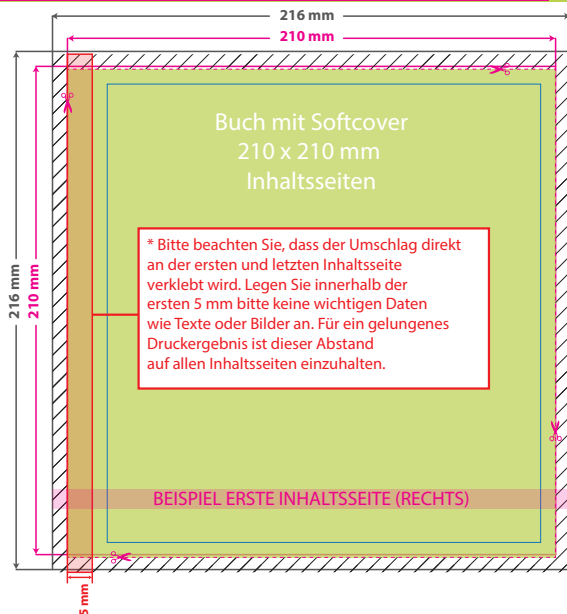 216 mm
210 mm
216 mm
210 mm
Buch mit Softcover
210 x 210 mm
Inhaltsseiten
* Bitte beachten Sie, dass der Umschlag direkt
an der ersten und letzten Inhaltsseite
verklebt wird. Legen Sie innerhalb der
ersten 5 mm bitte keine wichtigen Daten
wie Texte oder Bilder an. Für ein gelungenes
Druckergebnis ist dieser Abstand
auf allen Inhaltsseiten einzuhalten.
BEISPIEL ERSTE INHALTSSEITE (RECHTS)
5 mm